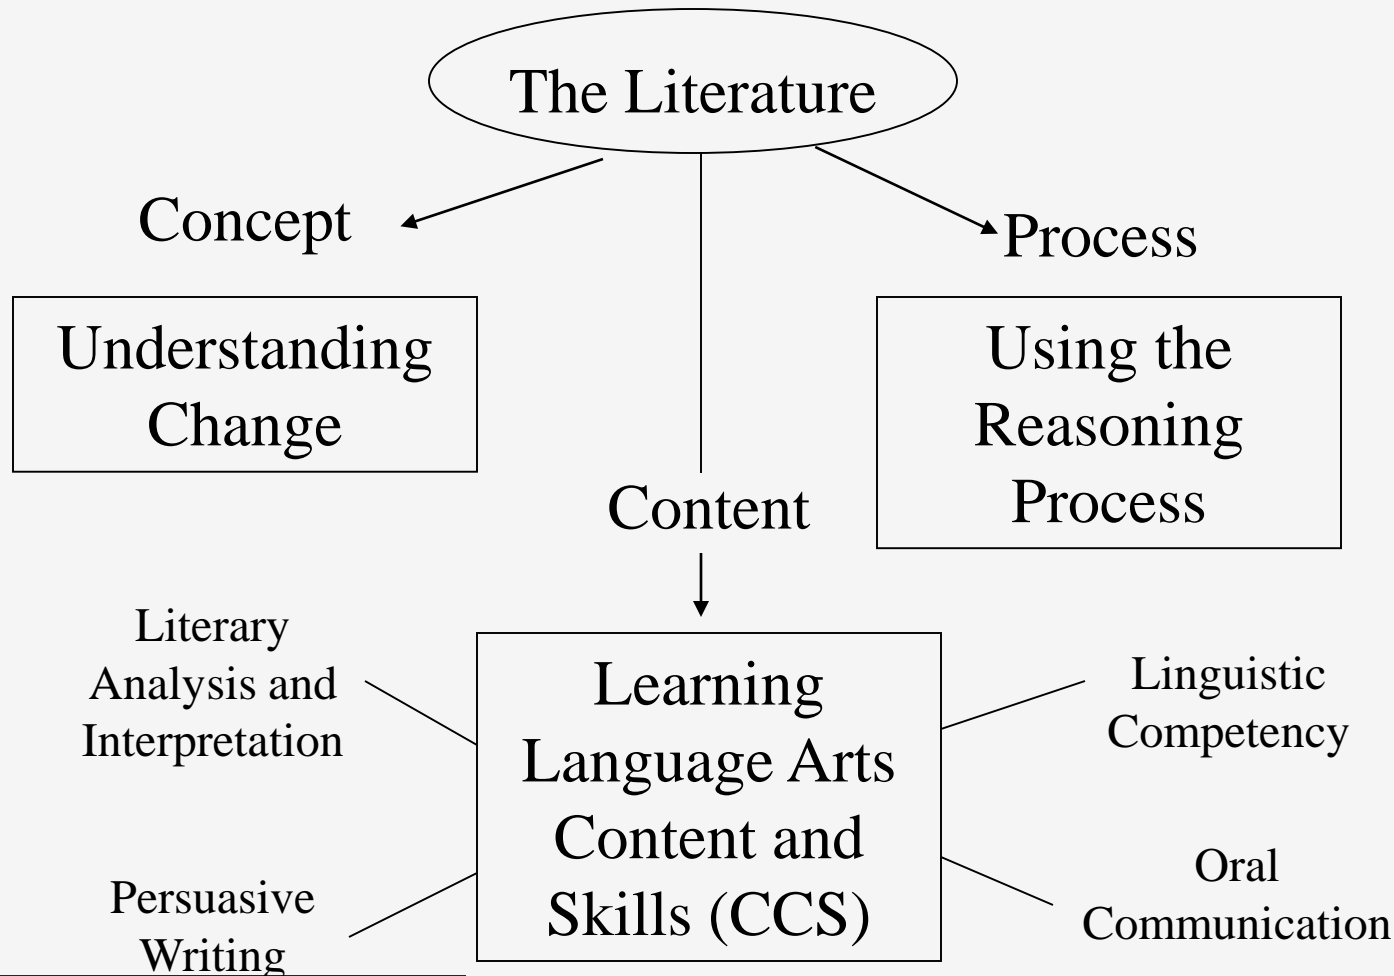 The Literature
Concept
Process
Understanding
Change
Using the
Reasoning
Process
Content
Literary
Analysis and
Interpretation
Learning
Language Arts
Content and
Skills (CCS)
Linguistic
Competency
Persuasive
Writing
Oral
Communication